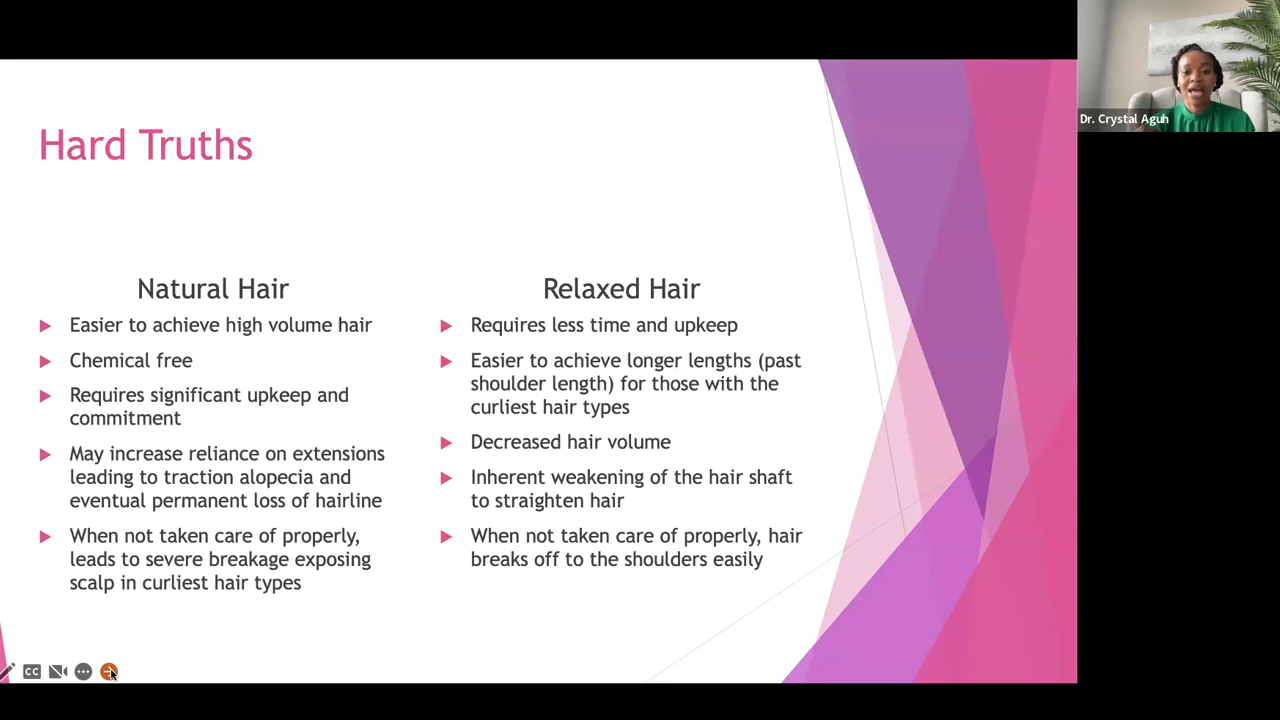 Hard Truths
Natural Hair
Easier to achieve high volume hair
Chemical free
Requires significant upkeep and
commitment
May increase reliance on extensions
leading to traction alopecia and
eventual permanent loss of hairline
When not taken care of properly,
leads to severe breakage exposing
scalp in curliest hair types
Relaxed Hair
Requires less time and upkeep
Easier to achieve longer lengths (past
shoulder length) for those with the
curliest hair types
Decreased hair volume
Inherent weakening of the hair shaft
to straighten hair
When not taken care of properly, hair
breaks off to the shoulders easily
Dr. Crystal Aguh
CC